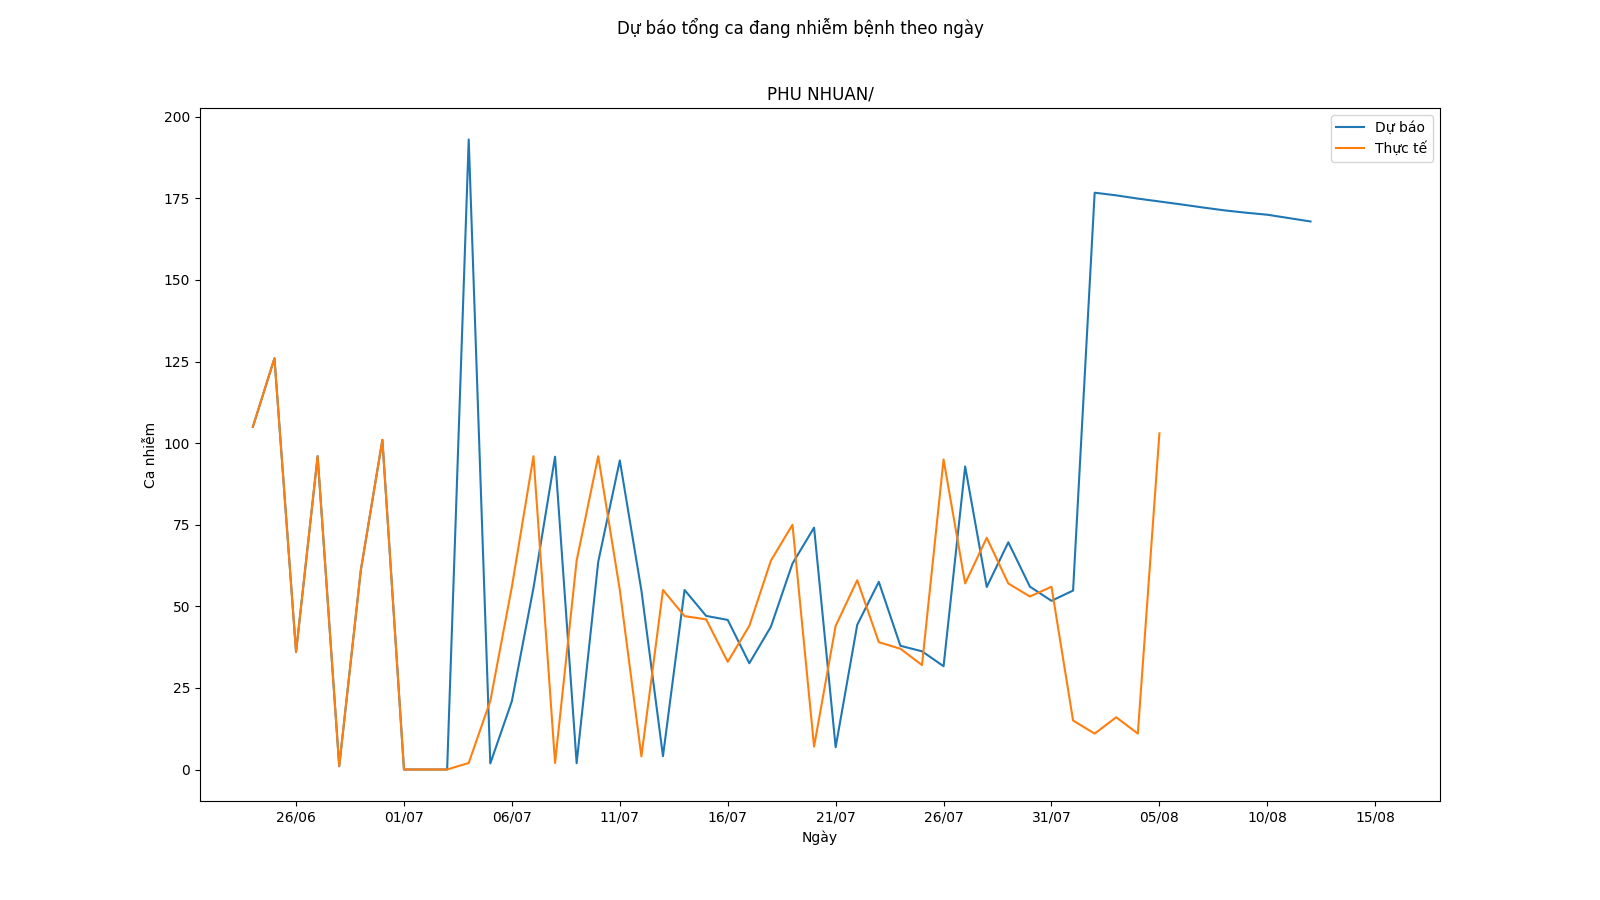 Dự báo tổng ca đang nhiễm bệnh theo ngày
PHU NHUAN/
Dự báo
Thực tế
200
175
150
125
100
75
50
25
0
Ca nhiễm
26/06 01/07 06/07 11/07 16/07 21/07 26/07 31/07 05/08 10/08 15/08
Ngày